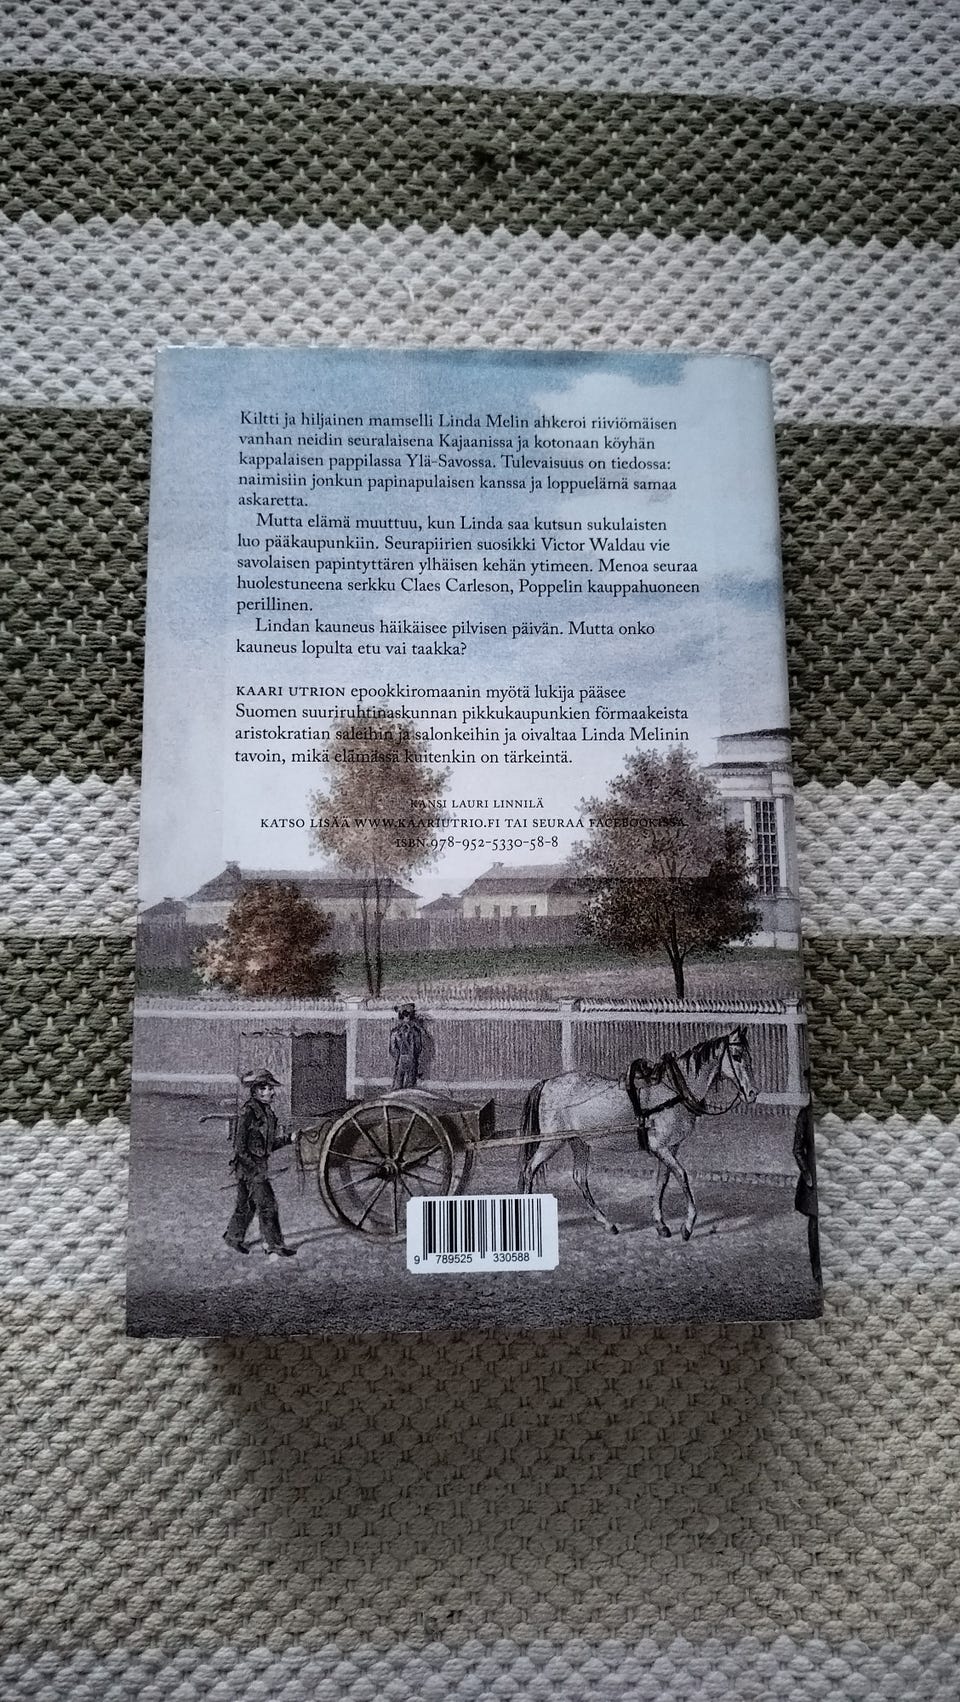 Kiltti ja hiljainen mamselli Linda Melin ahkeroi riiviömäisen
vanhan neidin seuralaisena Kajaanissa ja kotonaan köyhän
kappalaisen pappilassa Ylä-Savossa. Tulevaisuus on tiedossa:
naimisiin jonkun papinapulaisen kanssa ja loppuelämä samaa
askaretta.
Mutta elämä muuttuu, kun Linda saa kutsun sukulaisten
luo pääkaupunkiin. Seurapiirien suosikki Victor Waldau vie
savolaisen papintyttären ylhäisen kehän ytimeen. Menoa seuraa
huolestuneena serkku Claes Carleson, Poppelin kauppahuoneen
perillinen.
Lindan kauneus häikäisee pilvisen päivän. Mutta onko
kauneus lopulta etu vai taakka?
KAARI UTRION epookkiromaanin myötä lukija pääsee
Suomen suuriruhtinaskunnan pikkukaupunkien förmaakeista
aristokratian saleihin ja salonkeihin ja oivaltaa Linda Melinin
tavoin, mikä elämässä kuitenkin on tärkeintä.
KANSI LAURI LINNILÄ
KATSO LISÄÄ WWW.KAARIUTRIO.FI TAI SEURAA FACEBOOKISSA
ISBN 978-952-5330-58-8
9 789525 330588